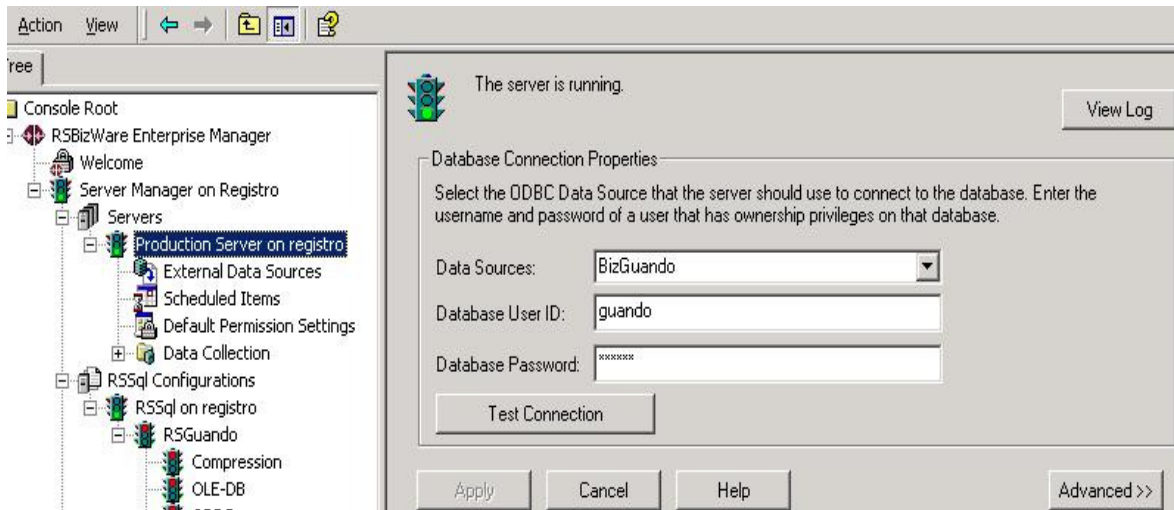 Action View
Tree
Console Root
RSBizWare Enterprise Manager
Welcome
Server Manager on Registro
Servers
Production Server on registro
External Data Sources
Scheduled Items
Default Permission Settings
Data Collection
RSSql Configurations
RSSql on registro
RSGuando
Compression
OLE-DB
The server is running.
View Log
Database Connection Properties
Select the ODBC Data Source that the server should use to connect to the database. Enter the
username and password of a user that has ownership privileges on that database.
Data Sources: BizGuando
Database User ID: guando
Database Password: xxxxxx
Test Connection
Apply Cancel Help Advanced >>